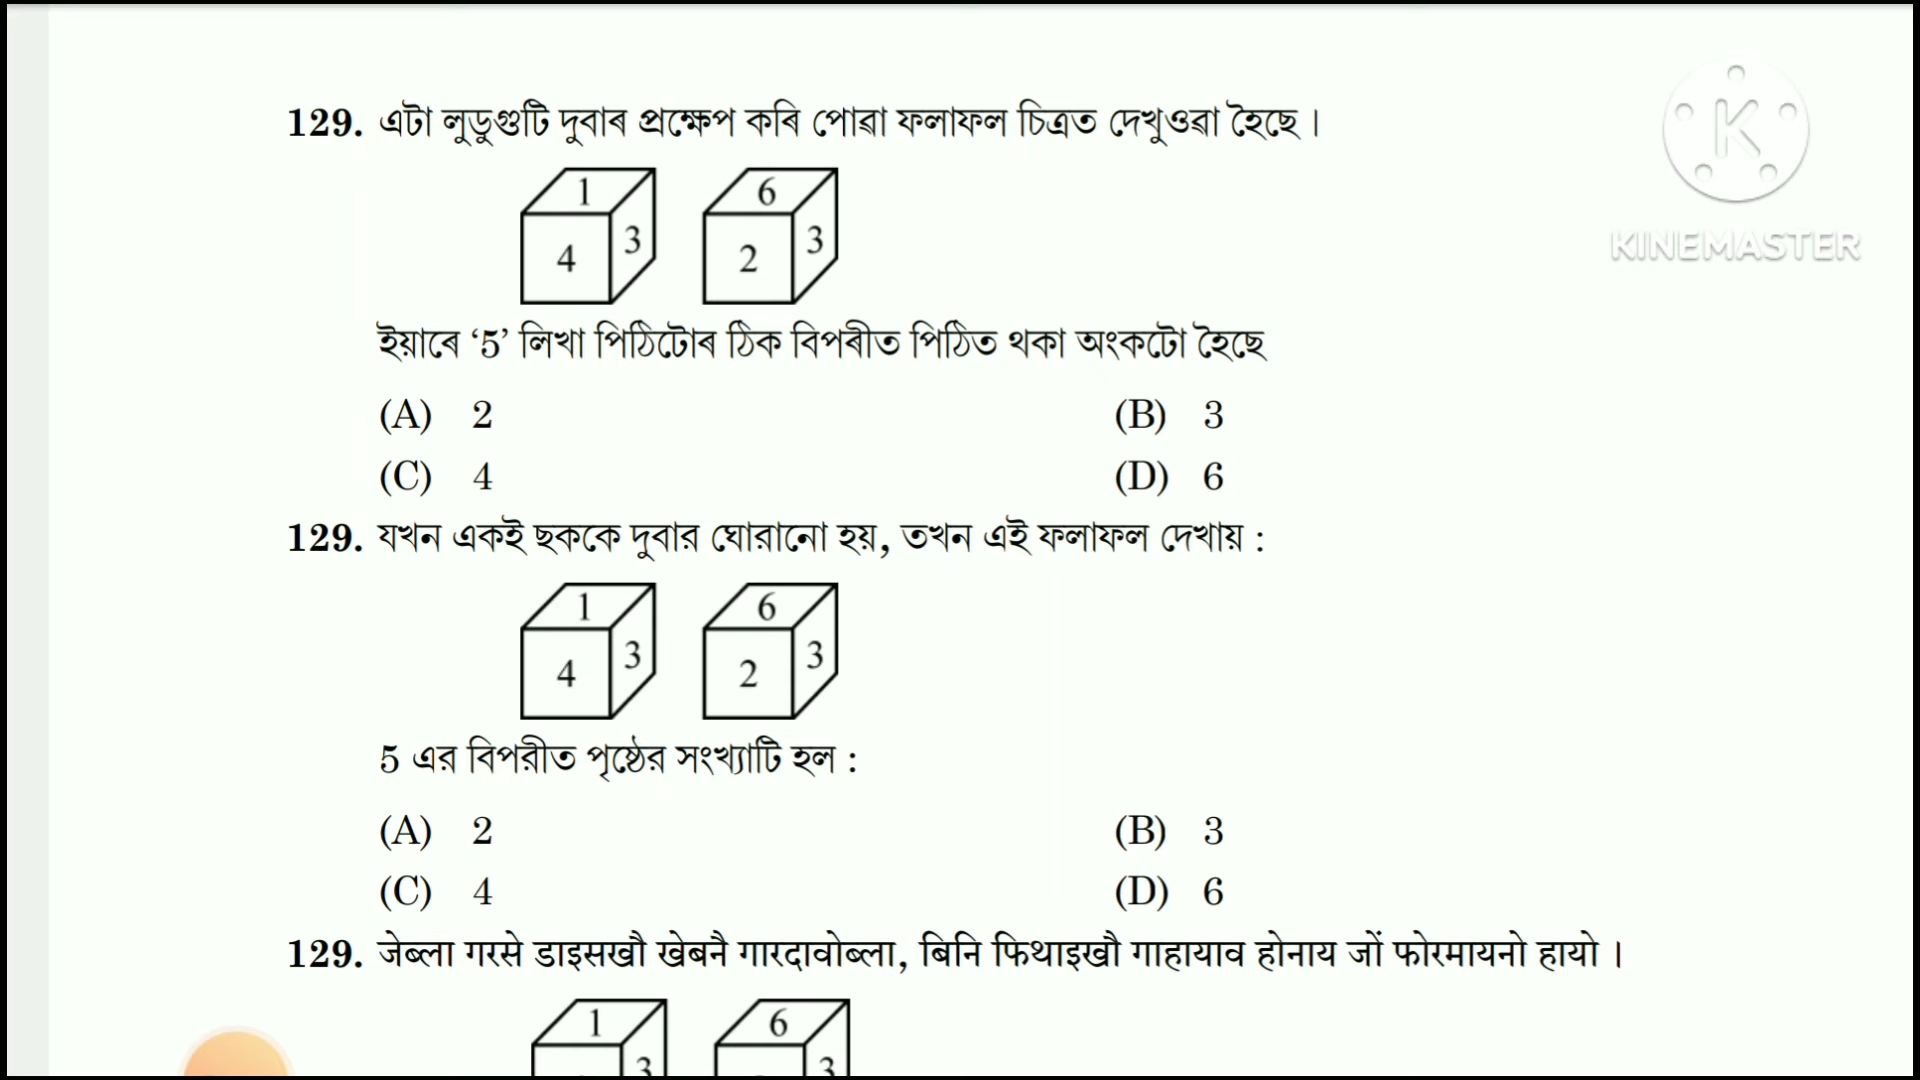 129. এটা লুডুগুটি দুবাৰ প্ৰক্ষেপ কৰি পোৱা ফলাফল চিত্ৰত দেখুওৱা হৈছে।
1 6
4 3 2 3
ইয়াৰে ‘5’ লিখা পিঠিটোৰ ঠিক বিপৰীত পিঠিত থকা অংকটো হৈছে
(A) 2 (B) 3
(C) 4 (D) 6
129. যখন একই ছককে দুবার ঘোরানো হয়, তখন এই ফলাফল দেখায় :
1 6
4 3 2 3
5 এর বিপরীত পৃষ্ঠের সংখ্যাটি হল :
(A) 2 (B) 3
(C) 4 (D) 6
129. जेब्ला गरसे डाइसखौ खेबनै गारदावोब्ला, बिनि फिथाइखौ गाहायाव होनाय जों फोरमायनो हायो ।
1 6
3 3
K
KINEMASTER